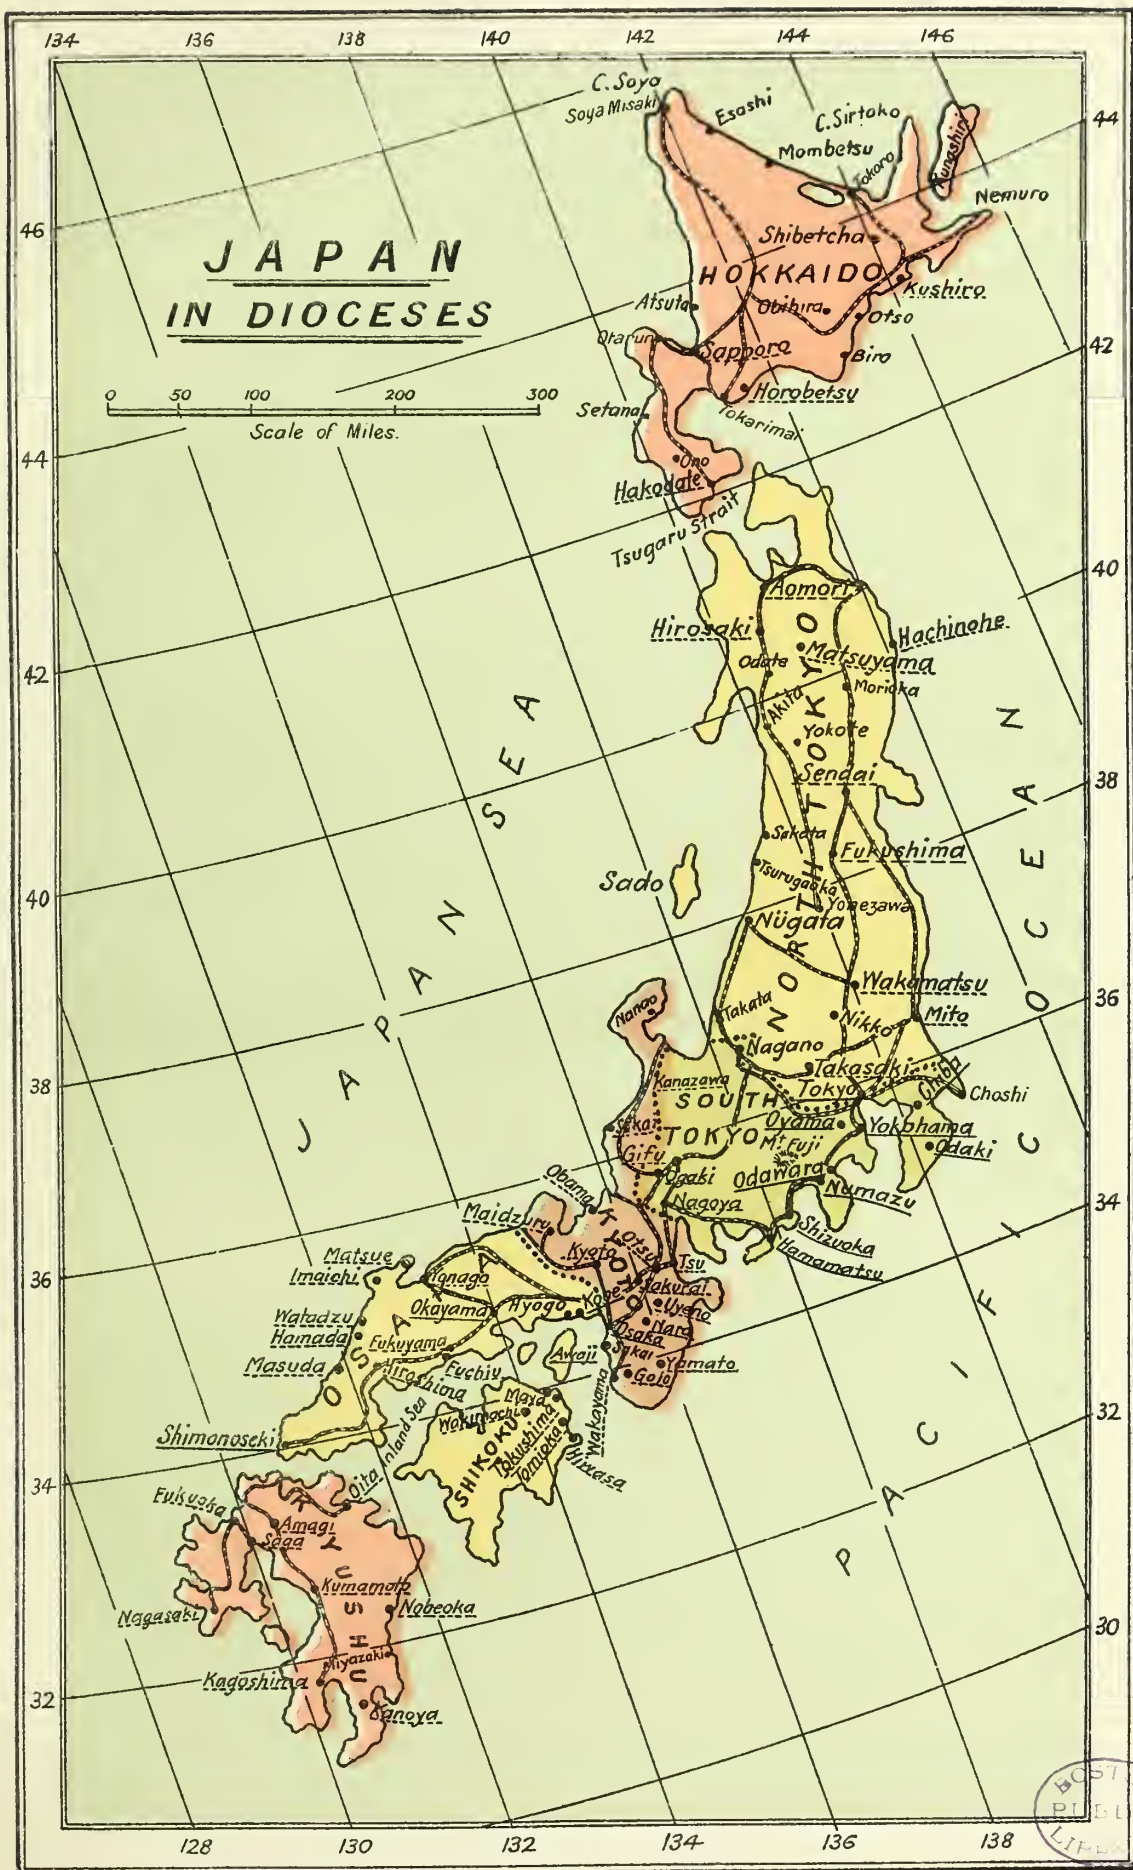 134 136 138 140 142 144 146
C. Soya
Soya Misaki
Esashi
C. Sirtoko
Mombetsu
Tokoro
Kunashiri
44
Nemuro
46
JAPAN
IN DIOCESES
Shibetcha
HOKKAIDO
Kushiro
Atsuta
Obihira
Otso
Otarun
Sapporo
Biro
42
0 50 100 200 300
Scale of Miles.
Horobetsu
Setana
Tokarimai
44
Ono
Hakodate
Tsugaru Strait
40
Aomori
Hirosaki
Hachinohe
Odate
Matsuyama
42
Morioka
Akita
Yokote
Sendai
38
Sakata
Fukushima
Tsurugaoka
Sado
Yonezawa
40
Niigata
NORTH TOKYO
JAPAN SEA
PACIFIC OCEAN
Wakamatsu
36
Nanao
Takata
Nikko
Mito
Nagano
Takasaki
38
Kanazawa
SOUTH
TOKYO
Tokyo
Chiba
Choshi
Oyama
Yokohama
Sakai
Mt Fuji
Odaki
Gifu
Ogaki
Odawara
Numazu
34
Obama
Nagoya
Maidzuru
Shizuoka
Hamamatsu
KYOTO
Kyoto
Otsu
Tsu
Matsue
Imaichi
Yonago
36
Sakurai
Kobe
Hyogo
Okayama
Uyeno
Watadzu
Hamada
OSAKA
Nara
Osaka
Fukuyama
Sakai
Awaji
Yamato
Masuda
Hiroshima
Fuchiu
Gojo
Wakayama
32
Maya
Wakimachi
Inland Sea
Shimonoseki
SHIKOKU
Tokushima
Tomioka
Hiwasa
34
Oita
Fukuoka
Amagi
Saga
KYUSHU
Kumamoto
Nobeoka
Nagasaki
30
Miyazaki
Kagoshima
32
Kanoya
128 130 132 134 136 138